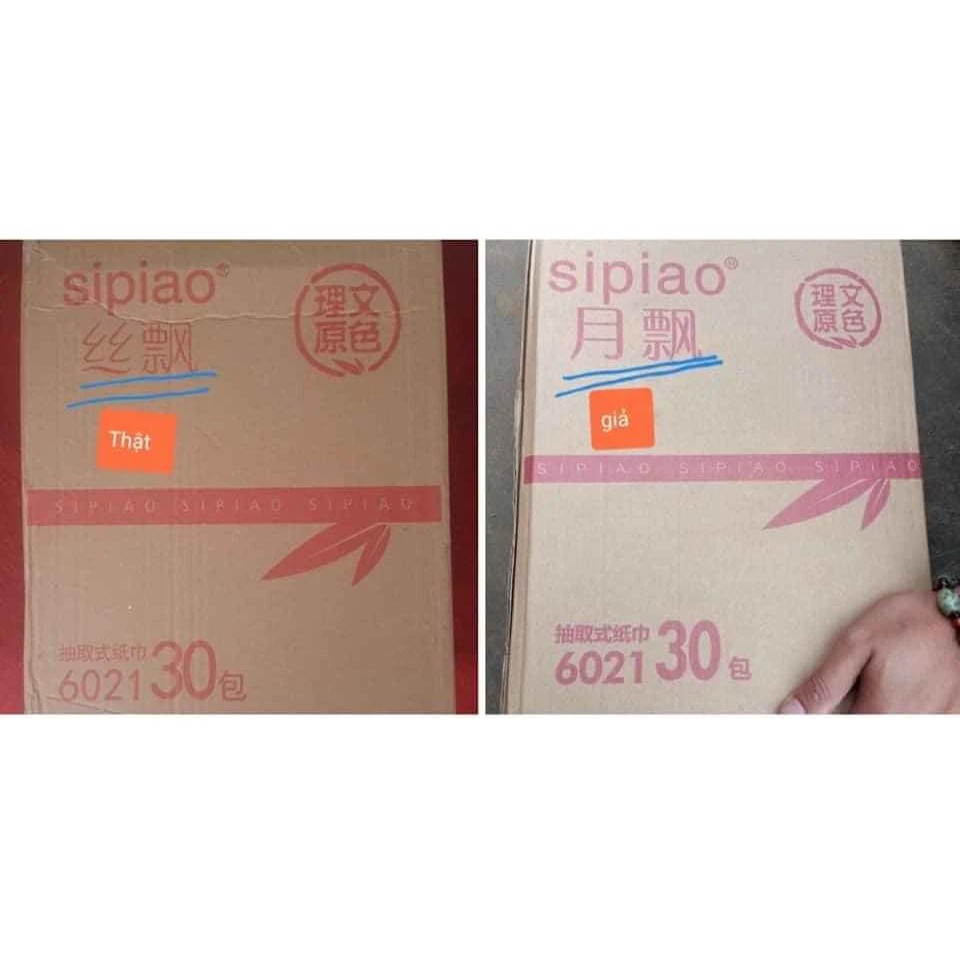 sipiao®
丝飘
理文
原色
Thật
SIPIAO SIPIAO SIPIAO
抽取式纸巾
6021 30包
sipiao®
月飘
理文
原色
giả
SIPIAO SIPIAO SIPIAO
抽取式纸巾
6021 30包